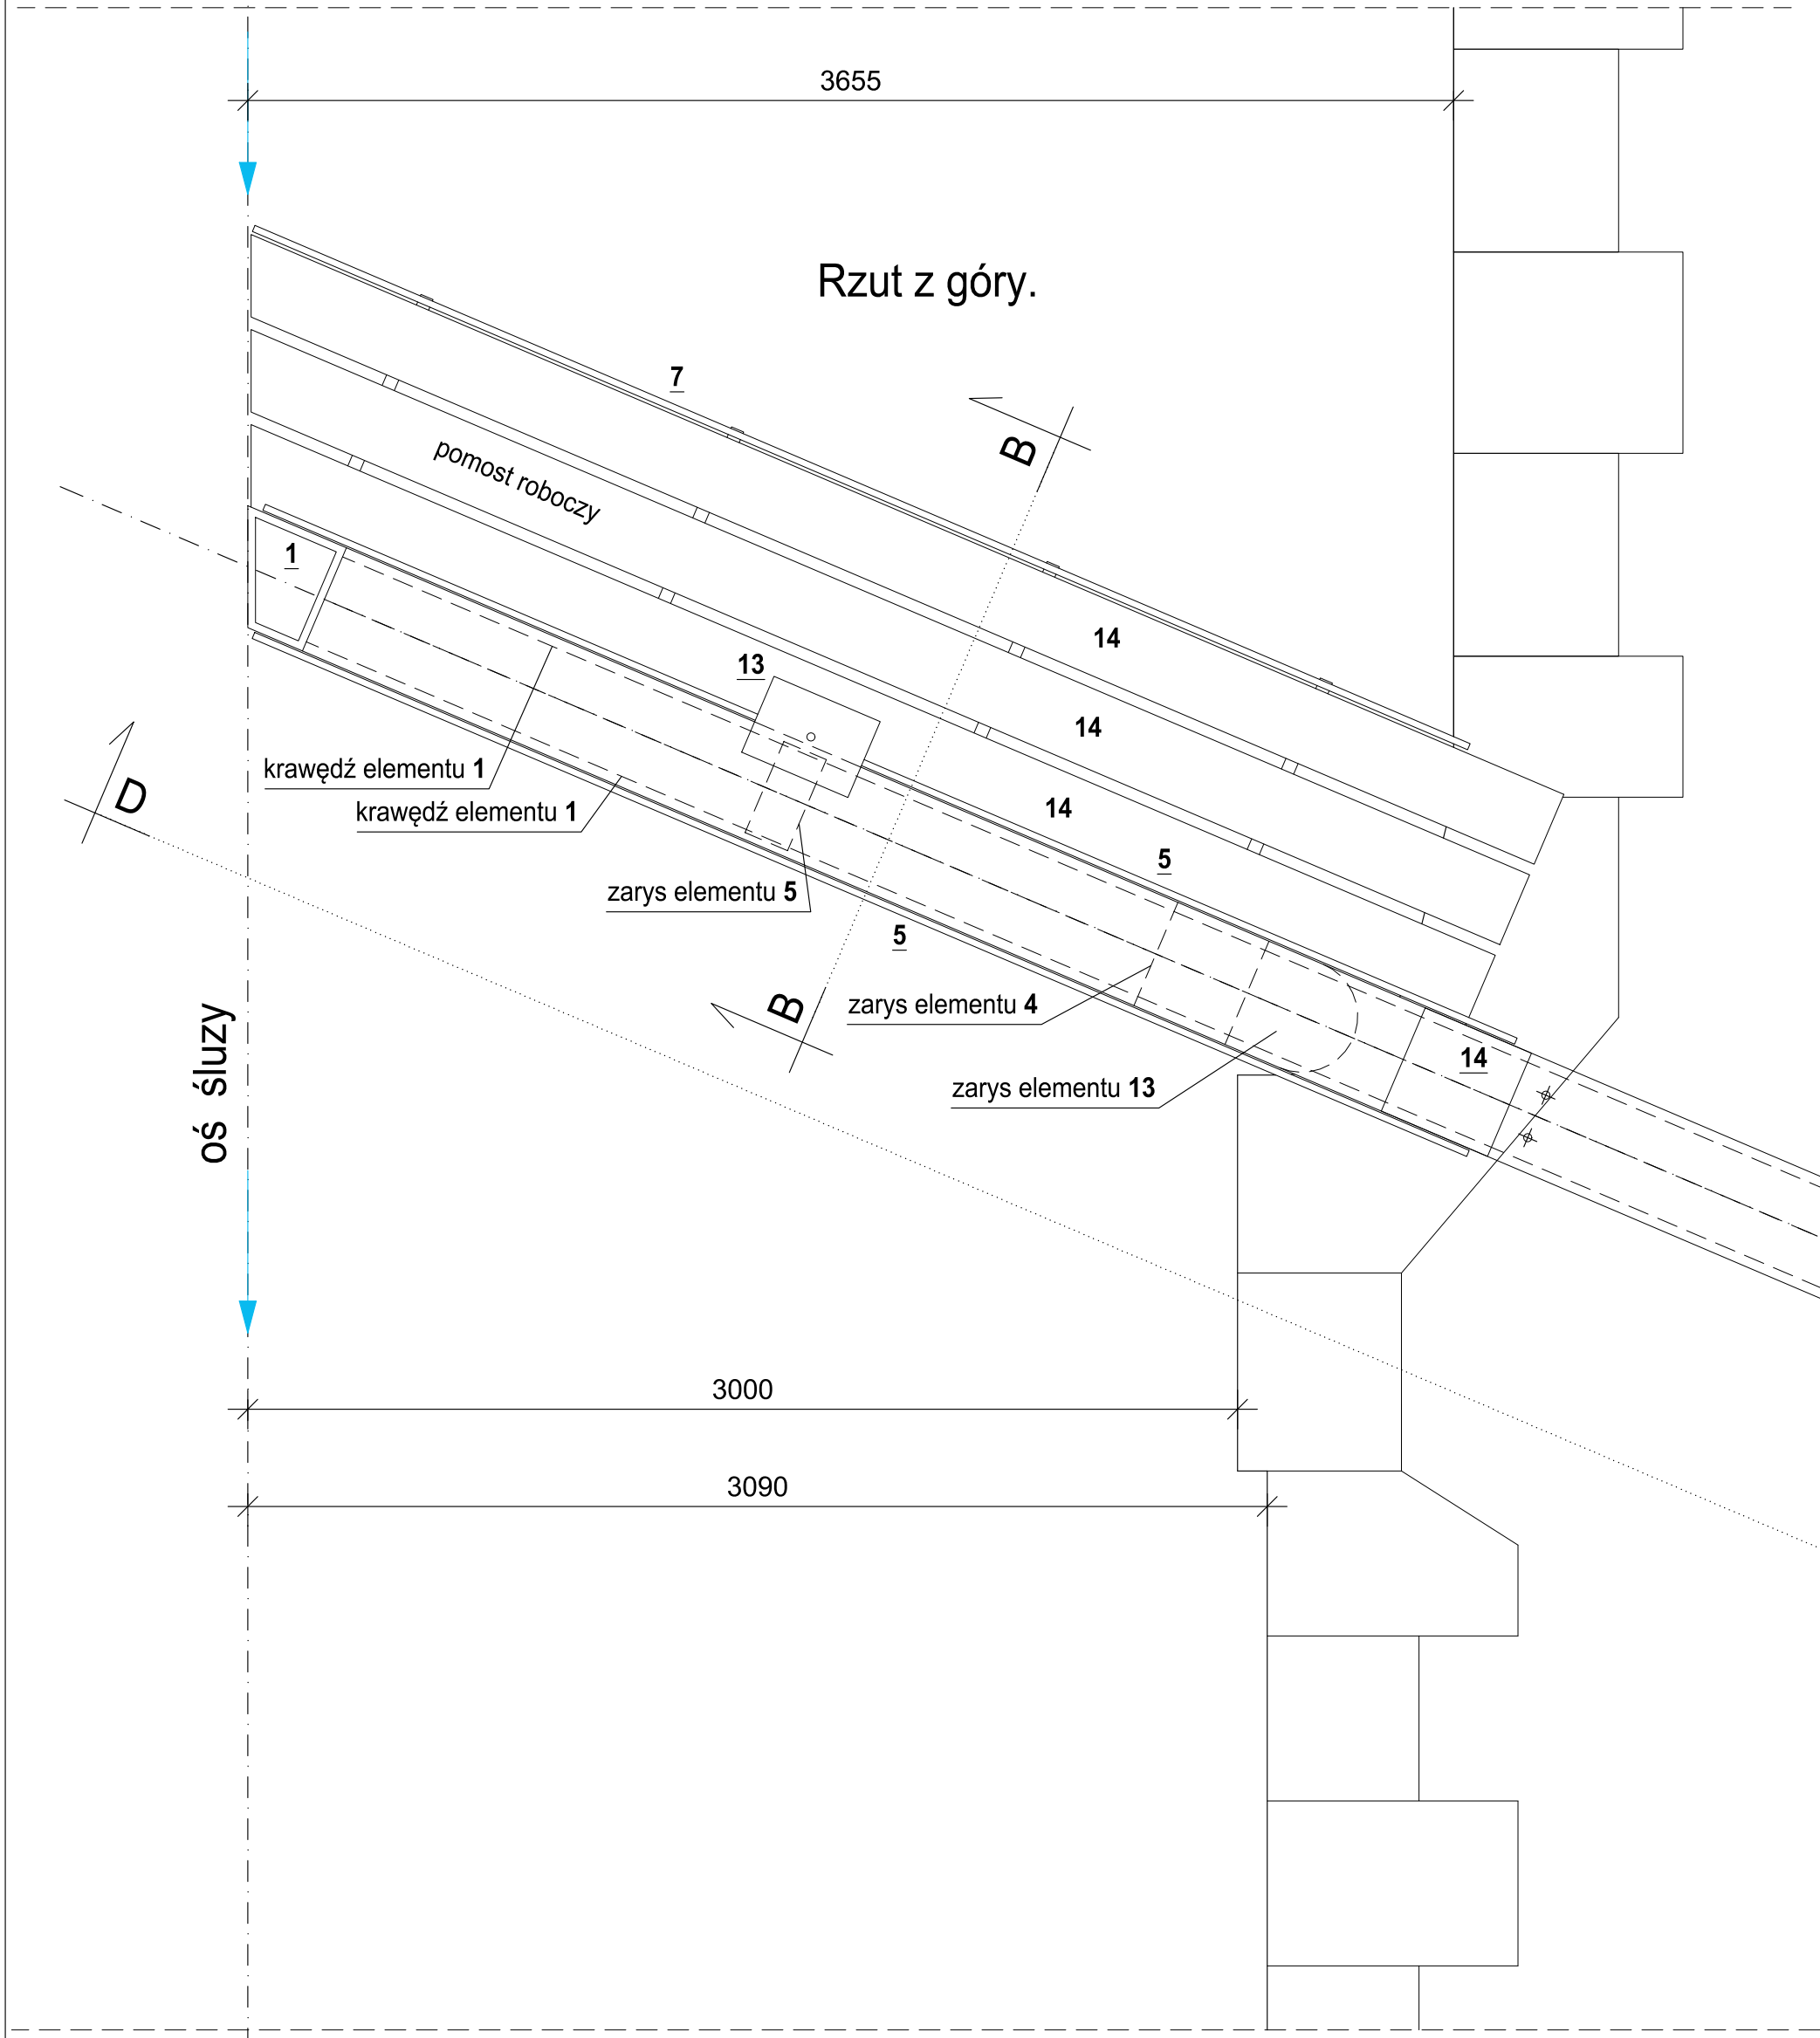 3655
Rzut z góry.
7
B
pomost roboczy
1
14
13
14
krawędź elementu 1
D
krawędź elementu 1
14
5
zarys elementu 5
5
B
zarys elementu 4
oś śluzy
14
zarys elementu 13
3000
3090